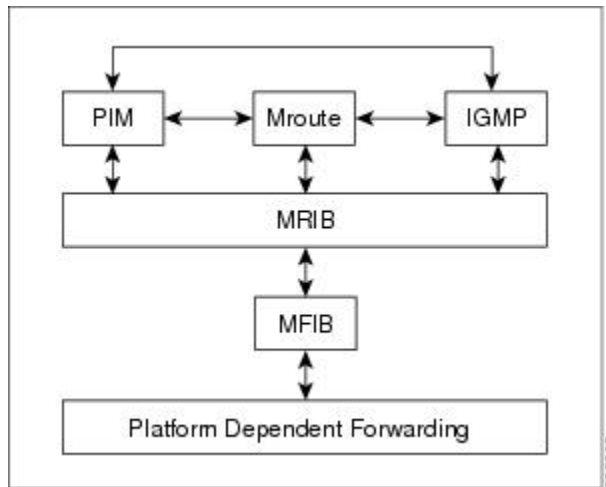 PIM
Mroute
IGMP
MRIB
MFIB
Platform Dependent Forwarding